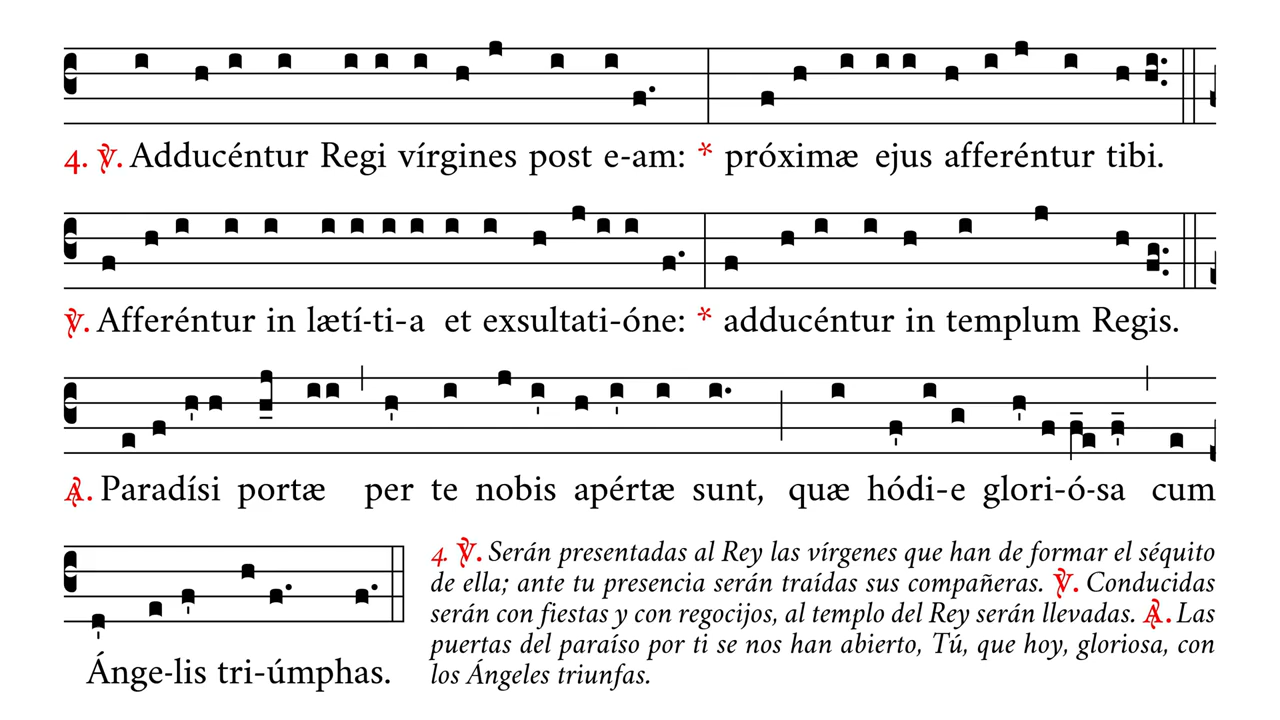 4. ℣. Adducéntur Regi vírgines post e-am: * próximæ ejus afferéntur tibi.
℣. Afferéntur in lætí-ti-a et exsultati-óne: * adducéntur in templum Regis.
Ⱥ. Paradísi portæ per te nobis apértæ sunt, quæ hódi-e glori-ó-sa cum
Ánge-lis tri-úmphas.
4. ℣. Serán presentadas al Rey las vírgenes que han de formar el séquito
de ella; ante tu presencia serán traídas sus compañeras. ℣. Conducidas
serán con fiestas y con regocijos, al templo del Rey serán llevadas. Ⱥ. Las
puertas del paraíso por ti se nos han abierto, Tú, que hoy, gloriosa, con
los Ángeles triunfas.